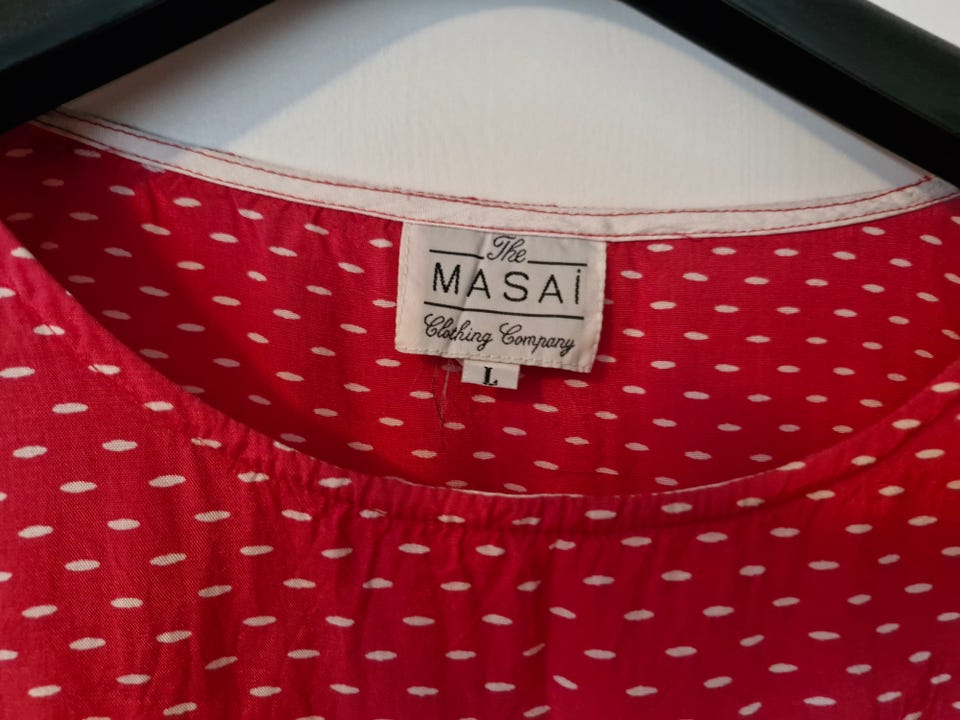 The
MASAi
Clothing Company
L